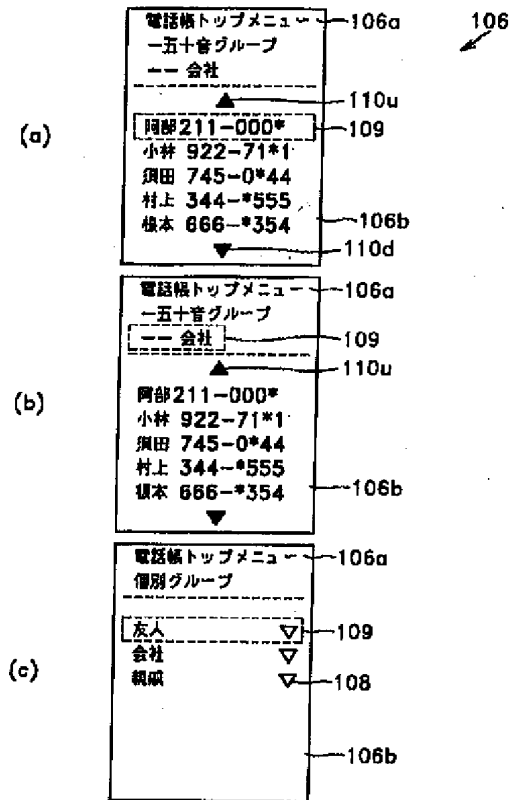 106
電話帳トップメニュー 106a
ー五十音グループ
ーー 会社
110u
(a)
阿部 211-000* 109
小林 922-71*1
須田 745-0*44
村上 344-*555
根本 666-*354
106b
110d
電話帳トップメニュー 106a
ー五十音グループ
ーー 会社 109
110u
(b)
阿部 211-000*
小林 922-71*1
須田 745-0*44
村上 344-*555
根本 666-*354
106b
電話帳トップメニュー 106a
個別グループ
友人 109
会社
(c)
親戚 108
106b